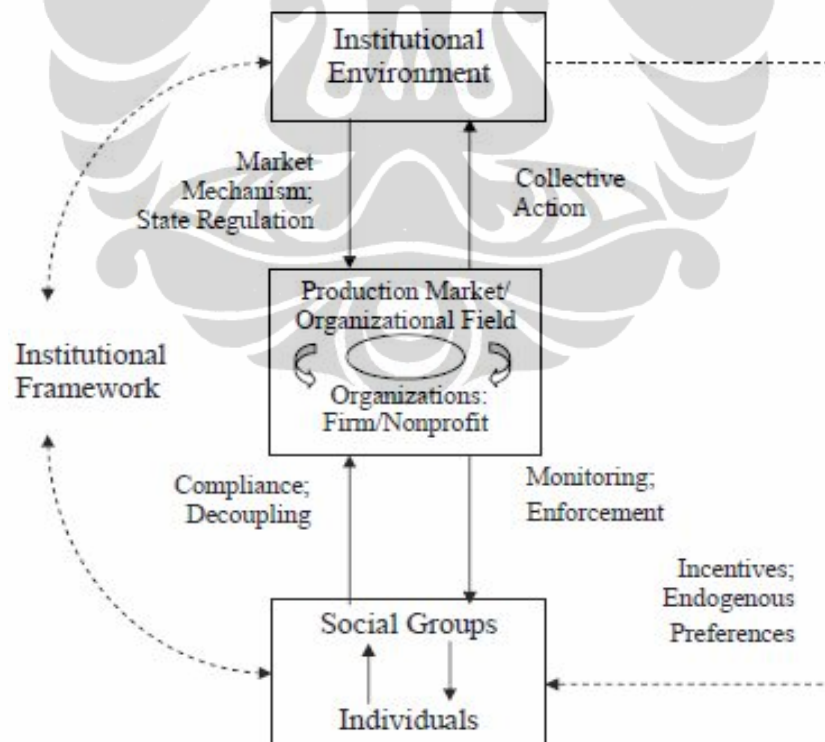 Institutional
Environment
Market
Mechanism;
State Regulation
Collective
Action
Production Market/
Organizational Field
Organizations:
Firm/Nonprofit
Institutional
Framework
Compliance;
Decoupling
Monitoring;
Enforcement
Incentives;
Endogenous
Preferences
Social Groups
Individuals